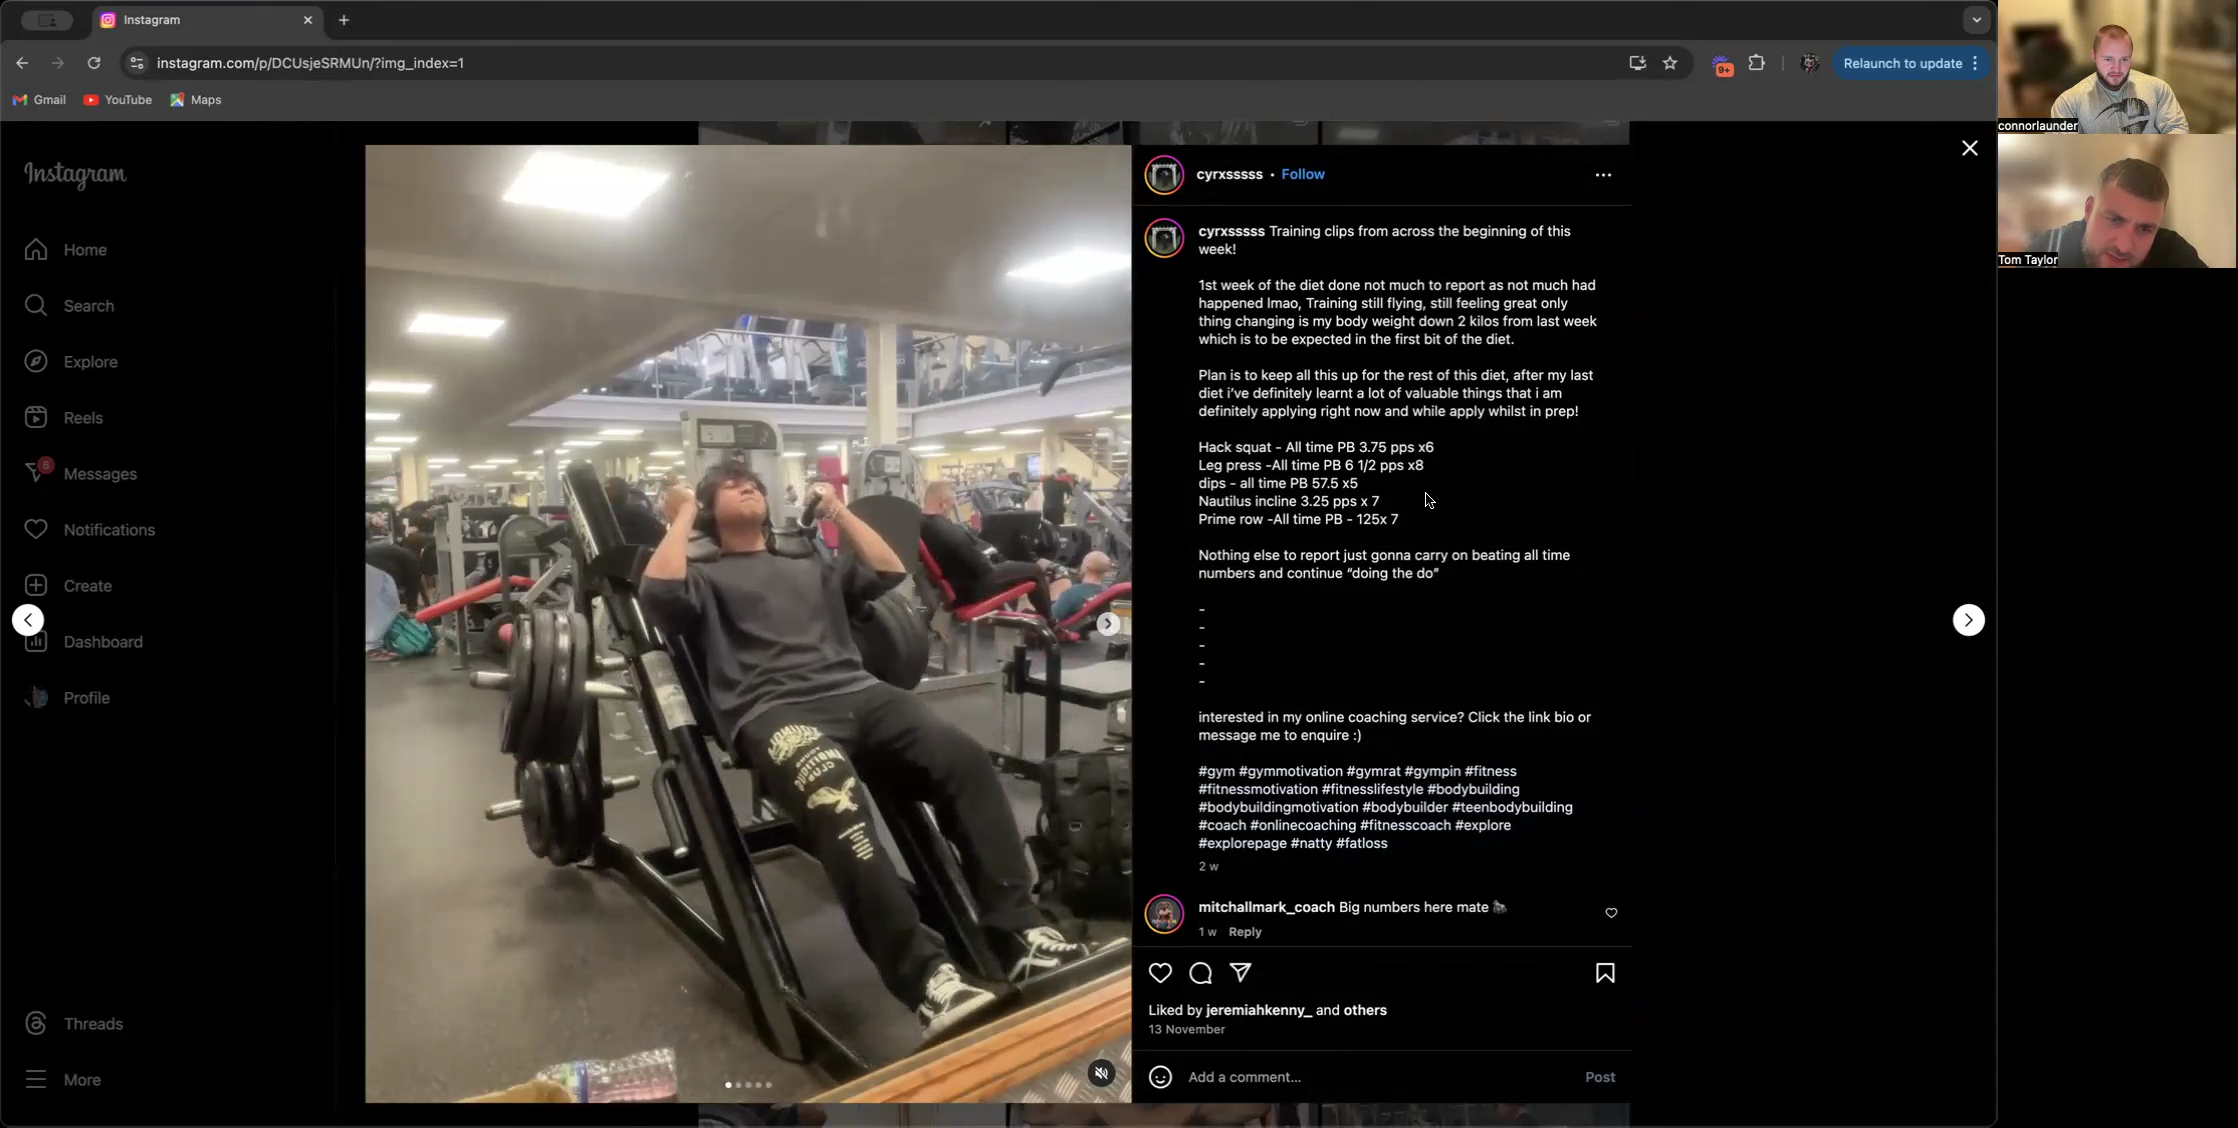 Instagram
instagram.com/p/DCUsjeSRMUn/?img_index=1
9+
Relaunch to update
Gmail
YouTube
Maps
connorlaunder
Tom Taylor
Instagram
Home
Search
Explore
Reels
6
Messages
Notifications
Create
Dashboard
Profile
Threads
More
cyrxsssss • Follow
cyrxsssss Training clips from across the beginning of this
week!
1st week of the diet done not much to report as not much had
happened lmao, Training still flying, still feeling great only
thing changing is my body weight down 2 kilos from last week
which is to be expected in the first bit of the diet.
Plan is to keep all this up for the rest of this diet, after my last
diet i've definitely learnt a lot of valuable things that i am
definitely applying right now and while apply whilst in prep!
Hack squat - All time PB 3.75 pps x6
Leg press -All time PB 6 1/2 pps x8
dips - all time PB 57.5 x5
Nautilus incline 3.25 pps x 7
Prime row -All time PB - 125x 7
Nothing else to report just gonna carry on beating all time
numbers and continue “doing the do”
-
-
-
-
-
interested in my online coaching service? Click the link bio or
message me to enquire :)
#gym #gymmotivation #gymrat #gympin #fitness
#fitnessmotivation #fitnesslifestyle #bodybuilding
#bodybuildingmotivation #bodybuilder #teenbodybuilding
#coach #onlinecoaching #fitnesscoach #explore
#explorepage #natty #fatloss
2 w
mitchallmark_coach Big numbers here mate 🦍
1 w Reply
Liked by jeremiahkenny_ and others
13 November
Add a comment...
Post